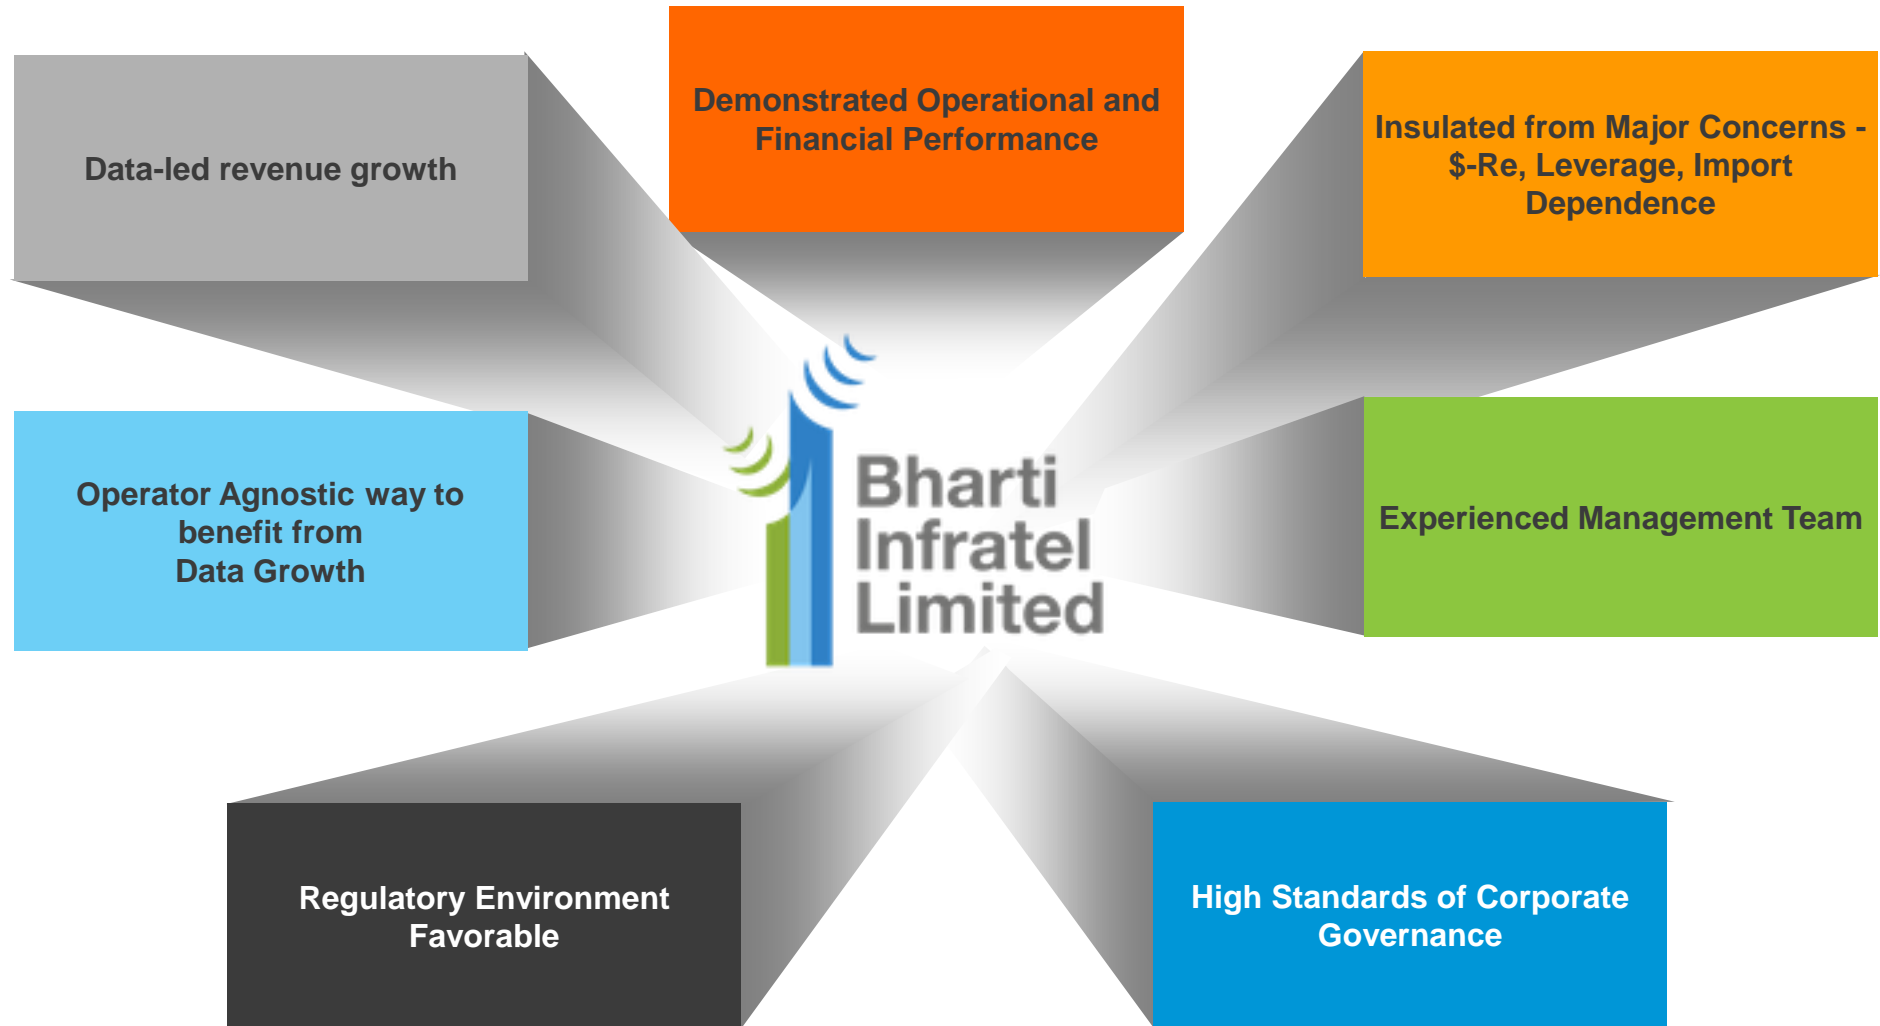 Demonstrated Operational and
Financial Performance
Data-led revenue growth
Insulated from Major Concerns -
$-Re, Leverage, Import
Dependence
Operator Agnostic way to
benefit from
Data Growth
Bharti
Infratel
Limited
Experienced Management Team
Regulatory Environment
Favorable
High Standards of Corporate
Governance